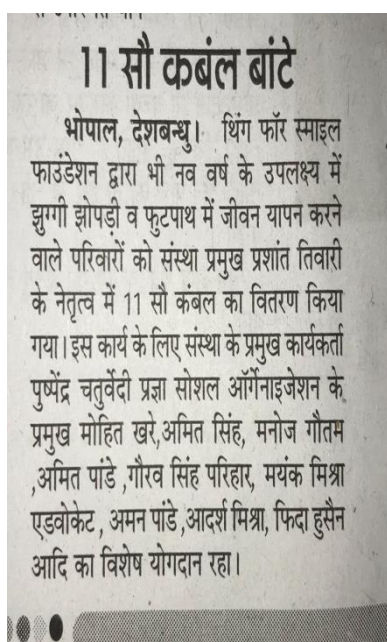 11 सौ कबंल बांटे
भोपाल, देशबन्धु। थिंग फॉर स्माइल
फाउंडेशन द्वारा भी नव वर्ष के उपलक्ष्य में
झुग्गी झोपड़ी व फुटपाथ में जीवन यापन करने
वाले परिवारों को संस्था प्रमुख प्रशांत तिवारी
के नेतृत्व में 11 सौ कंबल का वितरण किया
गया। इस कार्य के लिए संस्था के प्रमुख कार्यकर्ता
पुष्पेंद्र चतुर्वेदी प्रज्ञा सोशल ऑर्गेनाइजेशन के
प्रमुख मोहित खरे,अमित सिंह, मनोज गौतम
,अमित पांडे ,गौरव सिंह परिहार, मयंक मिश्रा
एडवोकेट , अमन पांडे ,आदर्श मिश्रा, फिदा हुसैन
आदि का विशेष योगदान रहा।